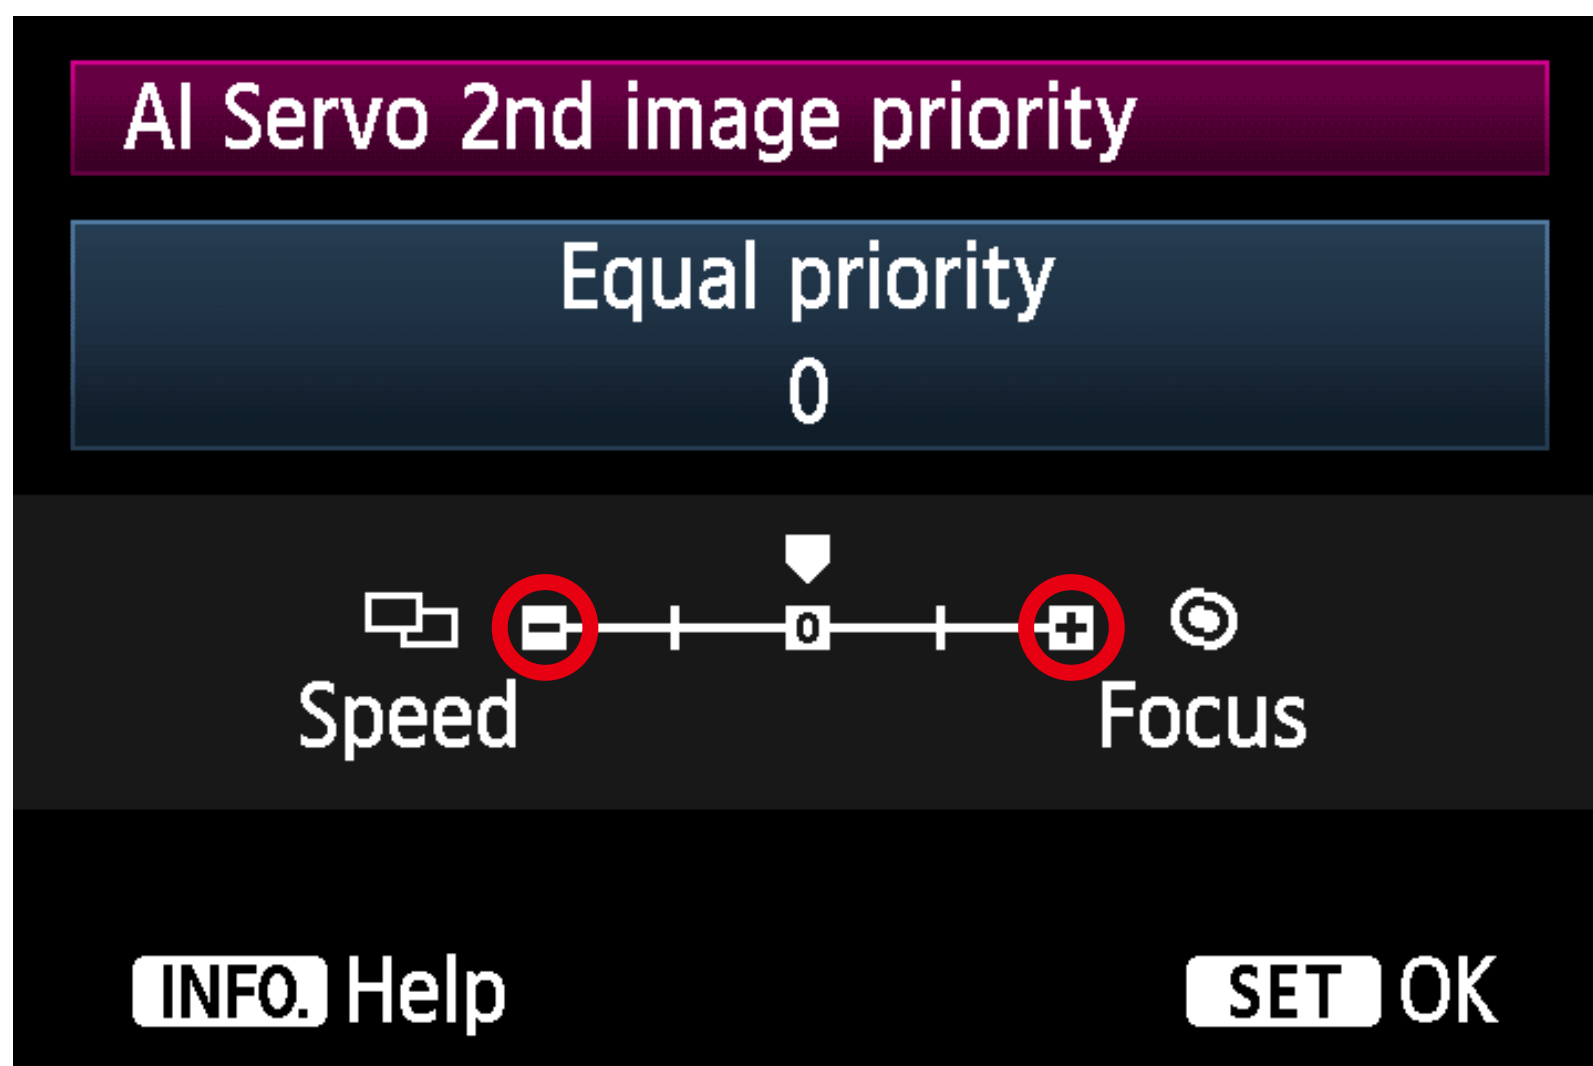 AI Servo 2nd image priority
Equal priority
0
- 0 +
Speed Focus
INFO. Help SET OK